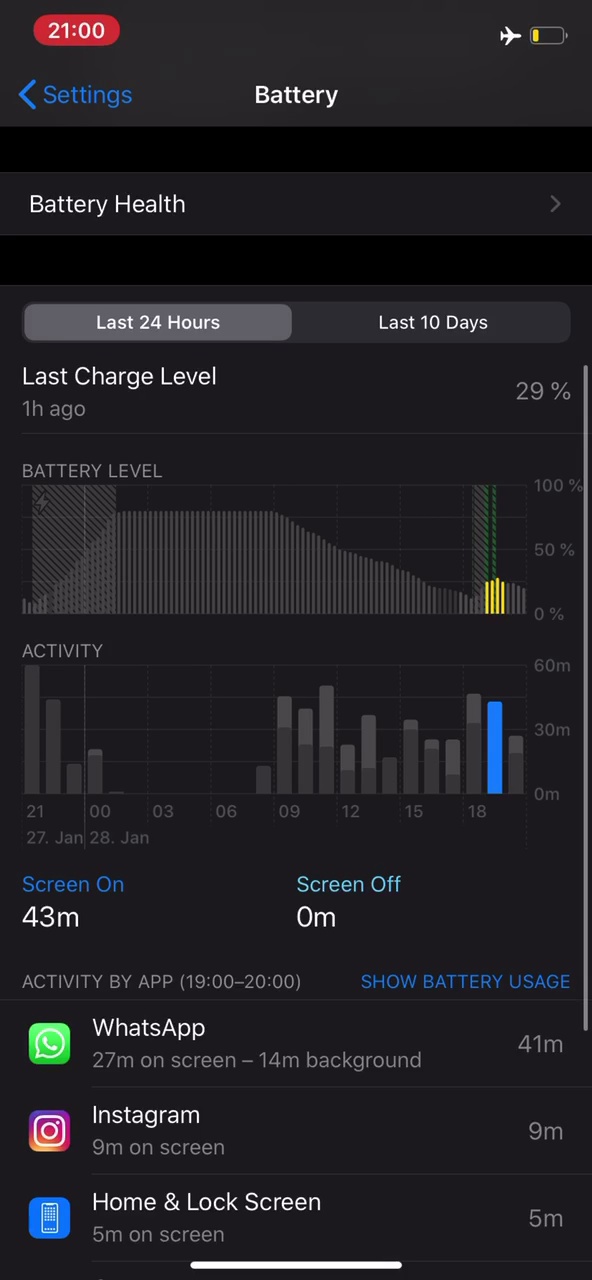 21:00
Settings
Battery
Battery Health
Last 24 Hours
Last 10 Days
Last Charge Level
29 %
1h ago
BATTERY LEVEL
100 %
50 %
0 %
ACTIVITY
60m
30m
0m
21 00 03 06 09 12 15 18
27. Jan 28. Jan
Screen On
Screen Off
43m
0m
ACTIVITY BY APP (19:00–20:00)
SHOW BATTERY USAGE
WhatsApp
27m on screen – 14m background
41m
Instagram
9m on screen
9m
Home & Lock Screen
5m on screen
5m